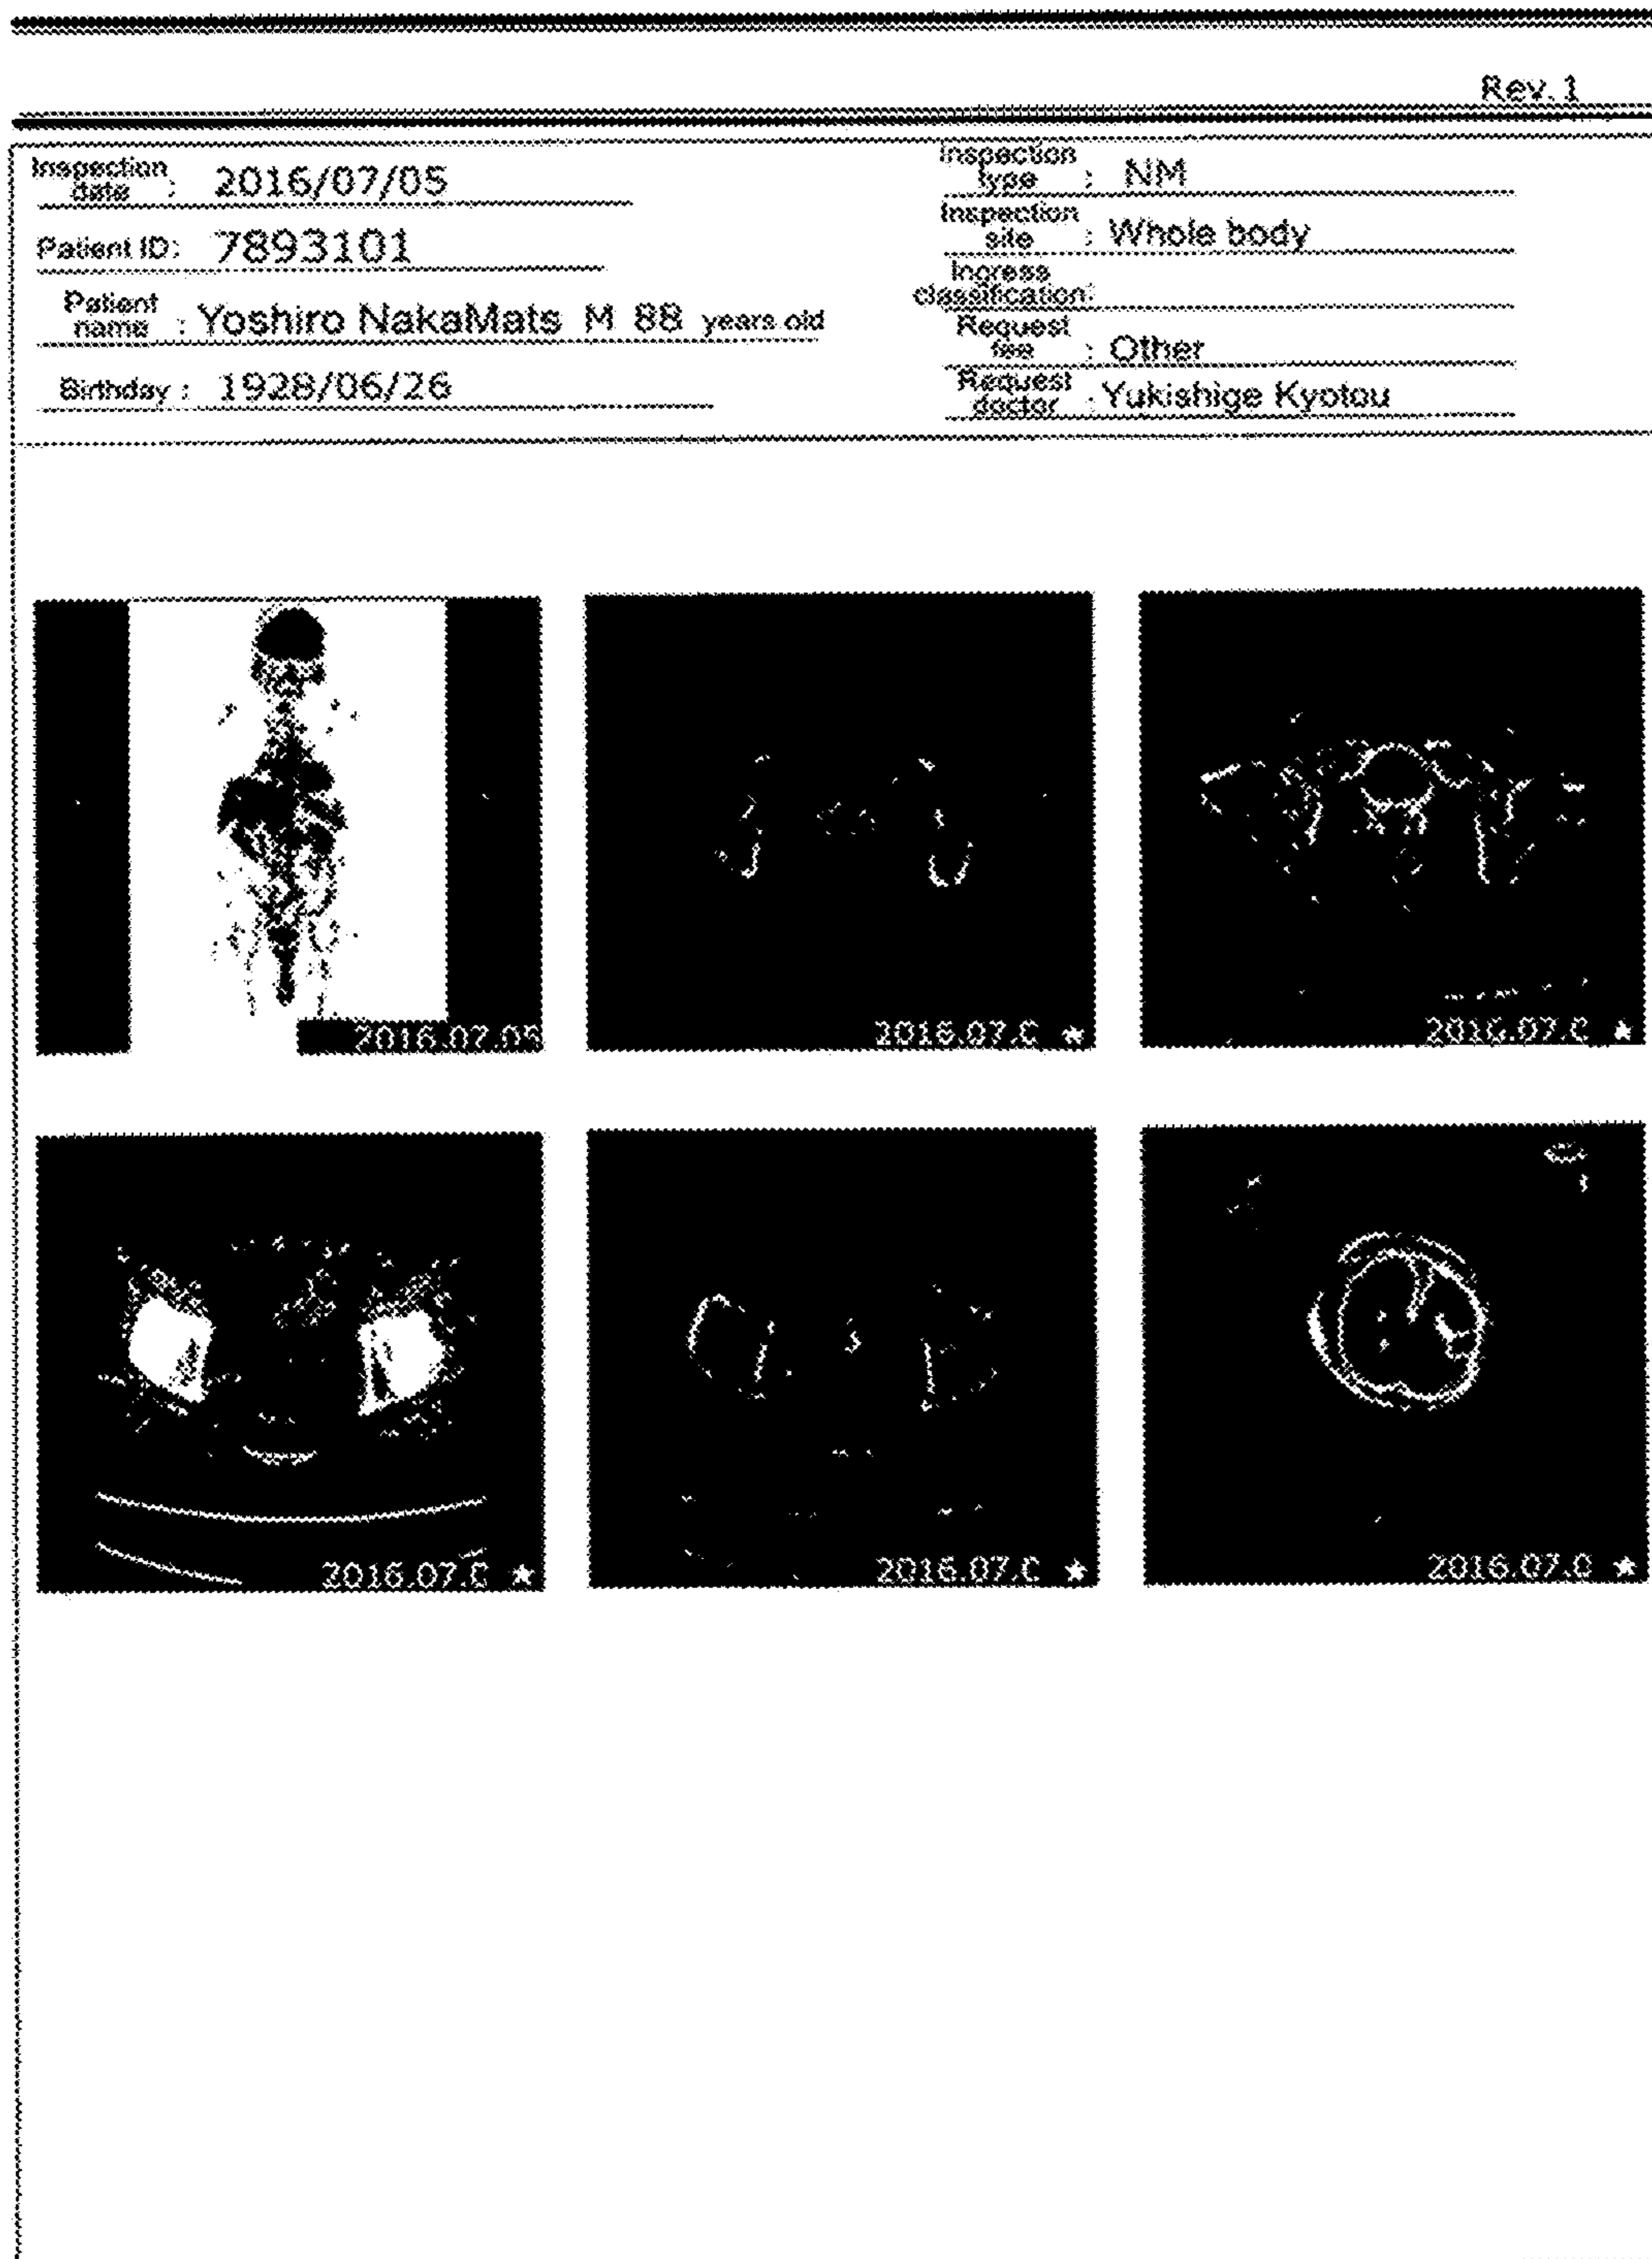 Rev. 1
Inspection date : 2016/07/05
Inspection type : NM
Patient ID: 7893101
Inspection site : Whole body
Ingress classification:
Patient name : Yoshiro NakaMats M 88 years old
Request fee : Other
Birthday : 1928/06/26
Request doctor : Yukishige Kyotou
2016.07.05
2016.07.C ★
2016.07.C ★
2016.07.C ★
2016.07.C ★
2016.07.0 ★